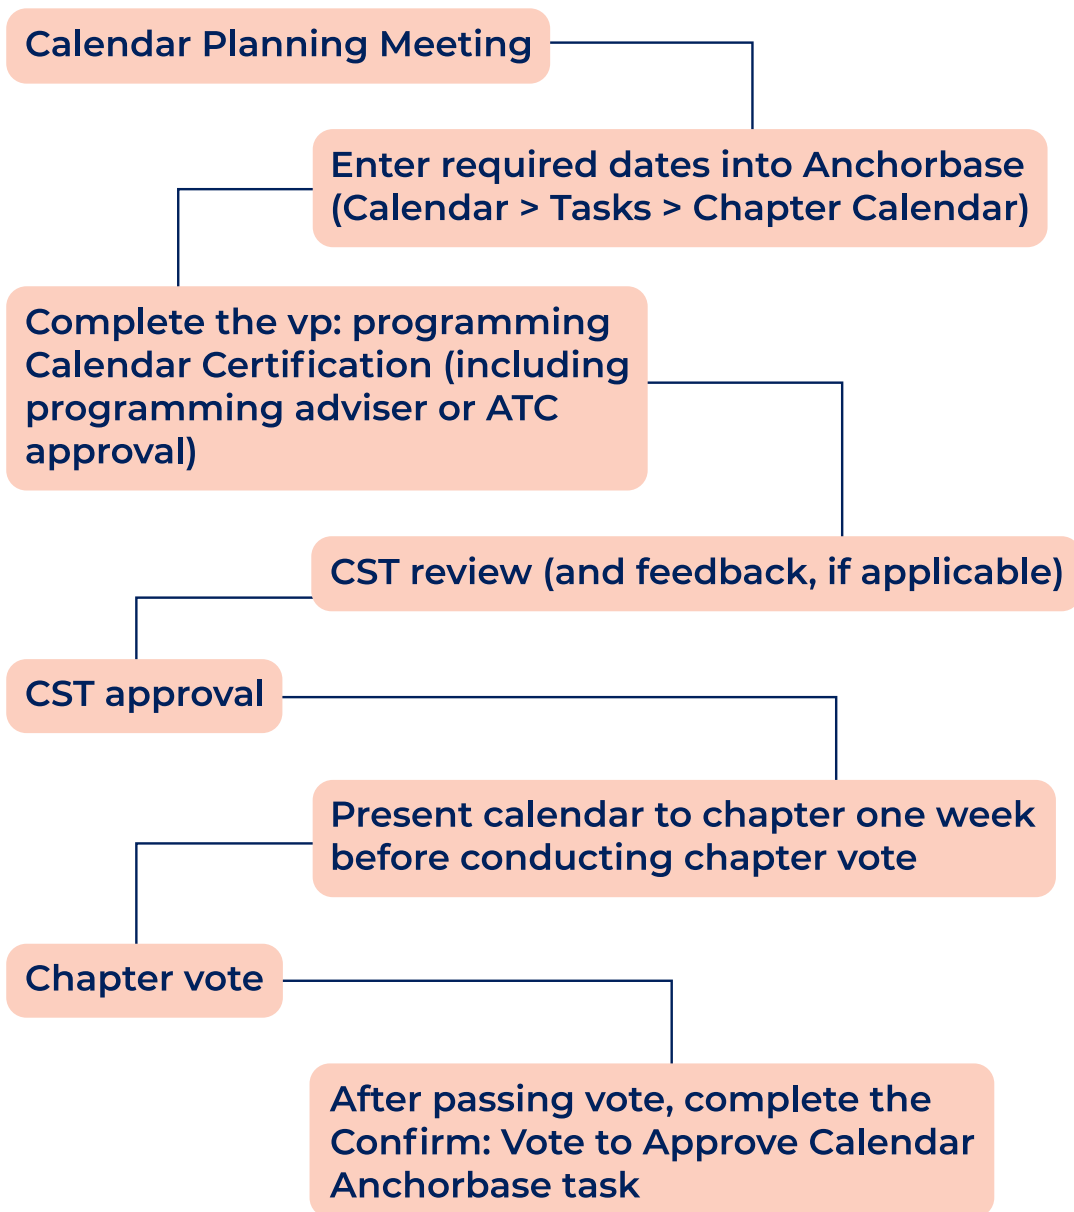 Calendar Planning Meeting
Enter required dates into Anchorbase
(Calendar > Tasks > Chapter Calendar)
Complete the vp: programming
Calendar Certification (including
programming adviser or ATC
approval)
CST review (and feedback, if applicable)
CST approval
Present calendar to chapter one week
before conducting chapter vote
Chapter vote
After passing vote, complete the
Confirm: Vote to Approve Calendar
Anchorbase task